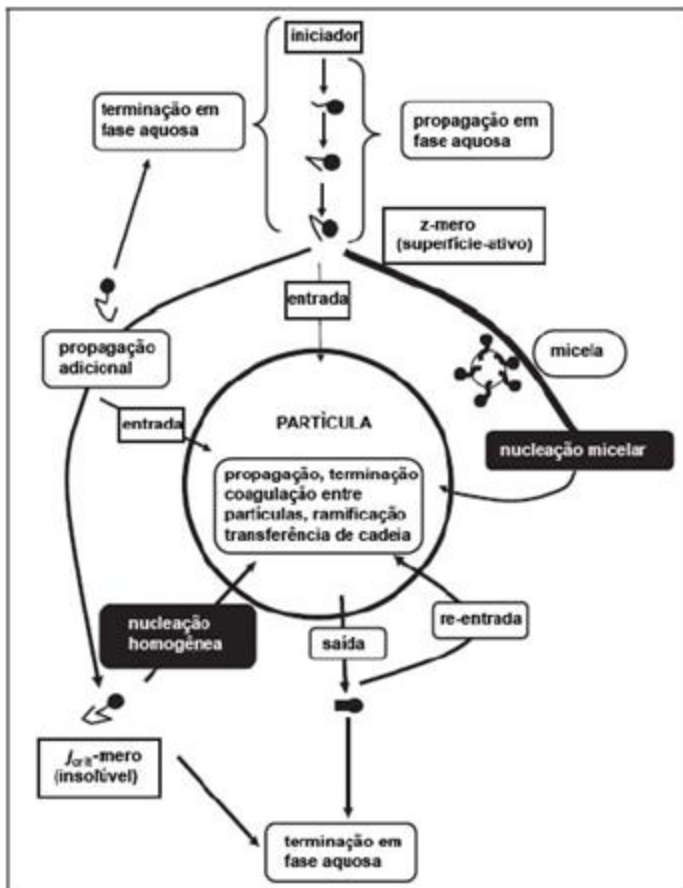 iniciador
terminação em
fase aquosa
propagação em
fase aquosa
z-mero
(superfície-ativo)
entrada
propagação
adicional
micela
entrada
PARTÍCULA
nucleação micelar
propagação, terminação
coagulação entre
partículas, ramificação
transferência de cadeia
nucleação
homogênea
saída
re-entrada
jcrit-mero
(insolúvel)
terminação em
fase aquosa